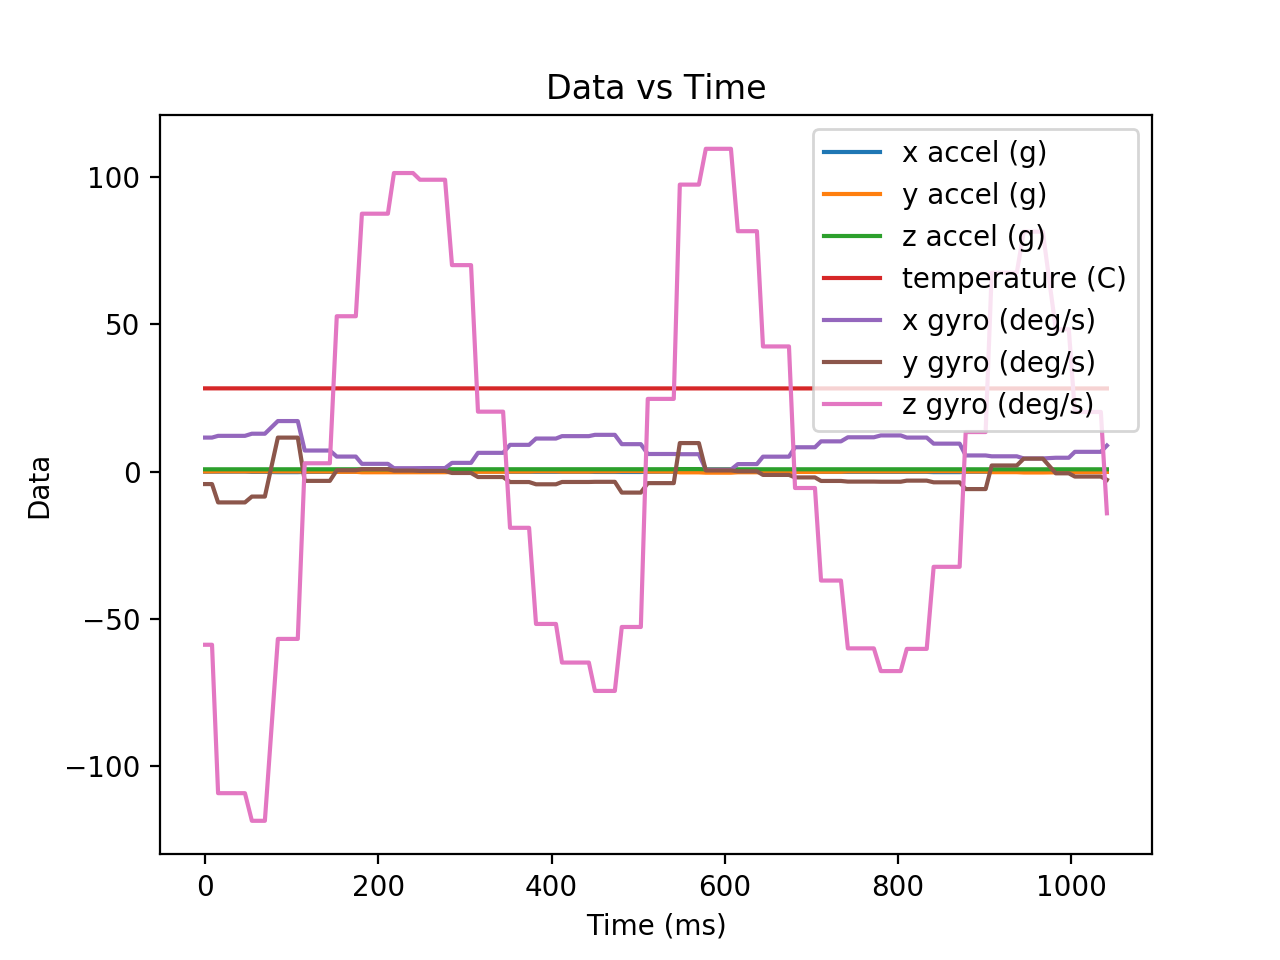 Data vs Time
x accel (g)
y accel (g)
z accel (g)
temperature (C)
x gyro (deg/s)
y gyro (deg/s)
z gyro (deg/s)
100
50
0
−50
−100
Data
0 200 400 600 800 1000
Time (ms)